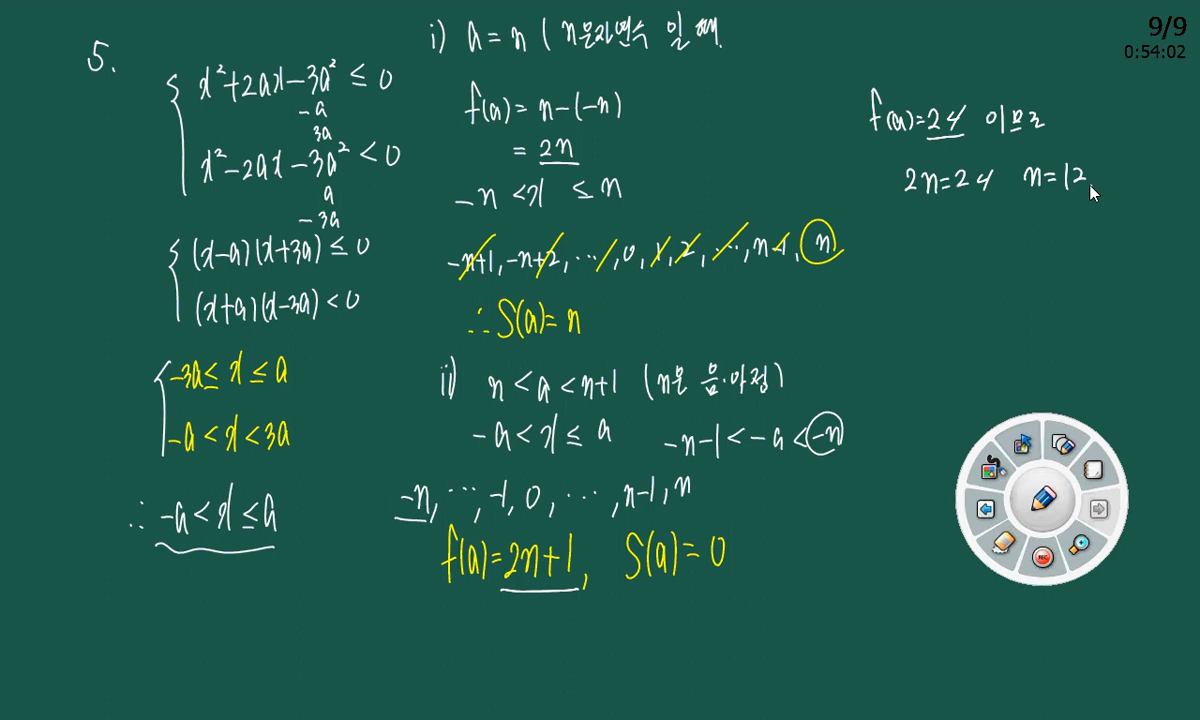 5.
x²+2ax-3a² ≤ 0
-a
3a
x²-2ax-3a² < 0
a
-3a
(x-a)(x+3a) ≤ 0
(x+a)(x-3a) < 0
-3a ≤ x ≤ a
-a < x < 3a
∴ -a < x ≤ a
i) a = n ( n은 자연수 일 때
f(a) = n-(-n)
= 2n
-n < x ≤ n
-n+1, -n+2, ⋯, 0, 1, 2, ⋯, n-1, n
∴ S(a) = n
ii) n < a < n+1 (n은 음·아정)
-a < x ≤ a   -n-1 < -a < -n
-n, ⋯, -1, 0, ⋯, n-1, n
f(a) = 2n+1, S(a) = 0
9/9
0:54:02
f(a)=24 이므로
2n=24 n=12
REC